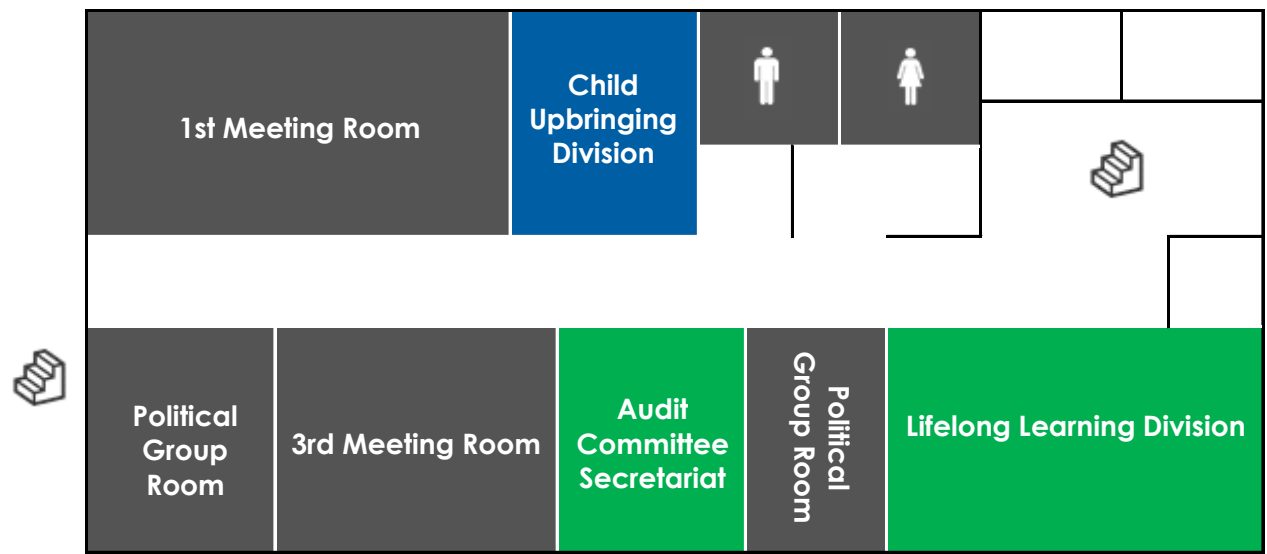 1st Meeting Room
Child
Upbringing
Division
Political
Group
Room
3rd Meeting Room
Audit
Committee
Secretariat
Political
Group Room
Lifelong Learning Division